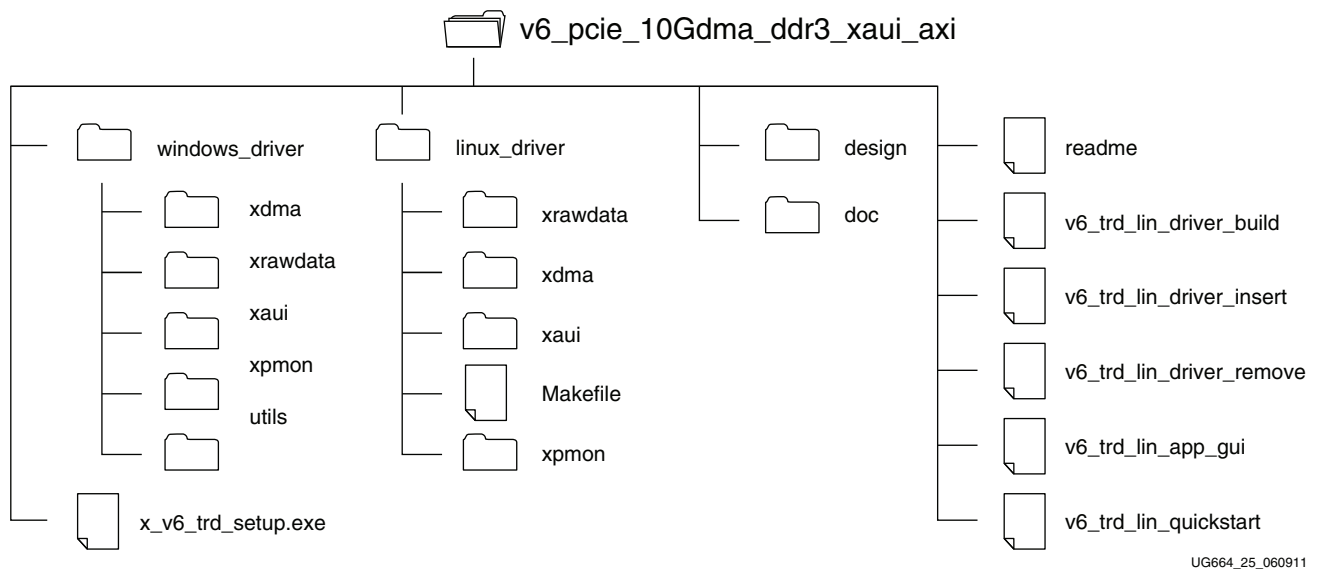 v6_pcie_10Gdma_ddr3_xaui_axi
windows_driver
xdma
xrawdata
xaui
xpmon
utils
x_v6_trd_setup.exe
linux_driver
xrawdata
xdma
xaui
Makefile
xpmon
design
doc
readme
v6_trd_lin_driver_build
v6_trd_lin_driver_insert
v6_trd_lin_driver_remove
v6_trd_lin_app_gui
v6_trd_lin_quickstart
UG664_25_060911